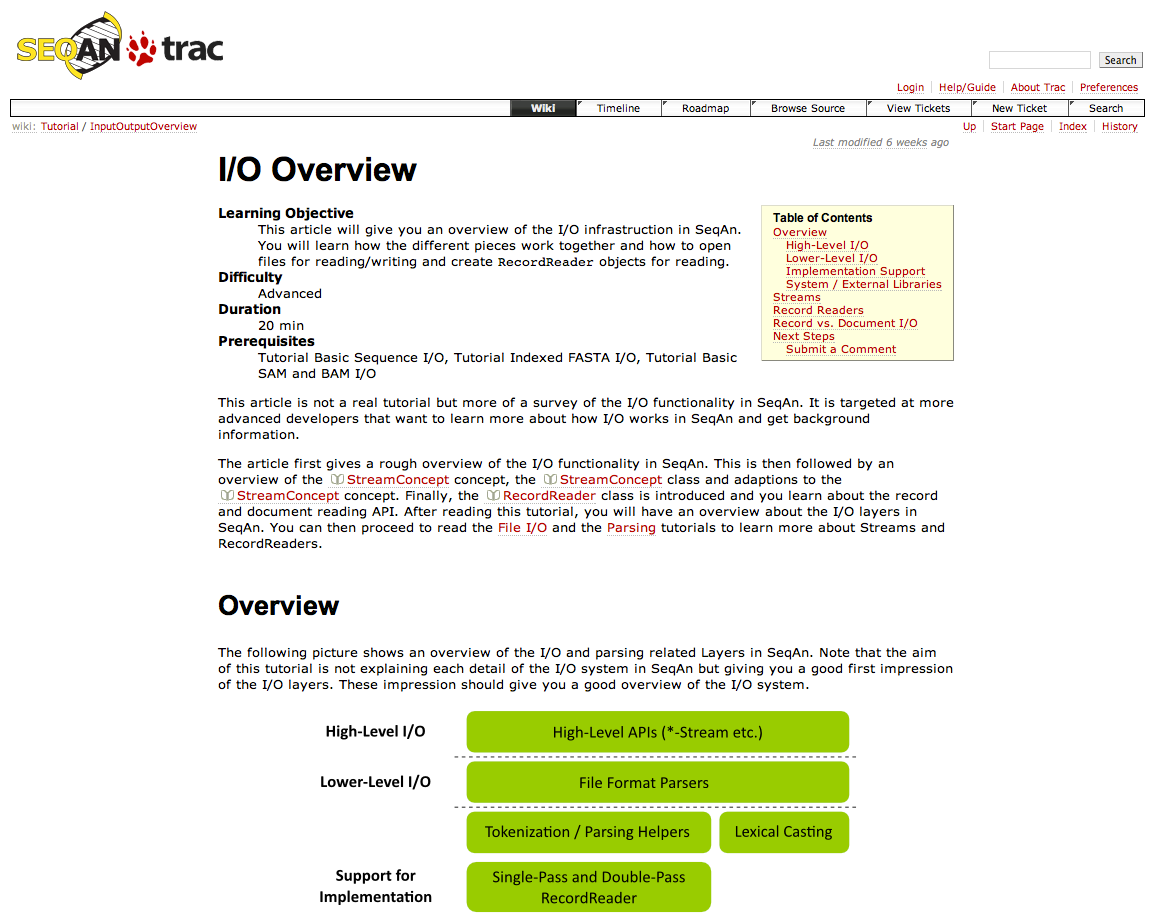 SEQAN trac
Search
Login Help/Guide About Trac Preferences
Wiki Timeline Roadmap Browse Source View Tickets New Ticket Search
wiki: Tutorial / InputOutputOverview
Up Start Page Index History
Last modified 6 weeks ago
I/O Overview
Learning Objective
This article will give you an overview of the I/O infrastruction in SeqAn.
You will learn how the different pieces work together and how to open
files for reading/writing and create RecordReader objects for reading.
Difficulty
Advanced
Duration
20 min
Prerequisites
Tutorial Basic Sequence I/O, Tutorial Indexed FASTA I/O, Tutorial Basic
SAM and BAM I/O
Table of Contents
Overview
High-Level I/O
Lower-Level I/O
Implementation Support
System / External Libraries
Streams
Record Readers
Record vs. Document I/O
Next Steps
Submit a Comment
This article is not a real tutorial but more of a survey of the I/O functionality in SeqAn. It is targeted at more
advanced developers that want to learn more about how I/O works in SeqAn and get background
information.
The article first gives a rough overview of the I/O functionality in SeqAn. This is then followed by an
overview of the StreamConcept concept, the StreamConcept class and adaptions to the
StreamConcept concept. Finally, the RecordReader class is introduced and you learn about the record
and document reading API. After reading this tutorial, you will have an overview about the I/O layers in
SeqAn. You can then proceed to read the File I/O and the Parsing tutorials to learn more about Streams and
RecordReaders.
Overview
The following picture shows an overview of the I/O and parsing related Layers in SeqAn. Note that the aim
of this tutorial is not explaining each detail of the I/O system in SeqAn but giving you a good first impression
of the I/O layers. These impression should give you a good overview of the I/O system.
High-Level I/O
High-Level APIs (*-Stream etc.)
Lower-Level I/O
File Format Parsers
Tokenization / Parsing Helpers
Lexical Casting
Support for
Implementation
Single-Pass and Double-Pass
RecordReader